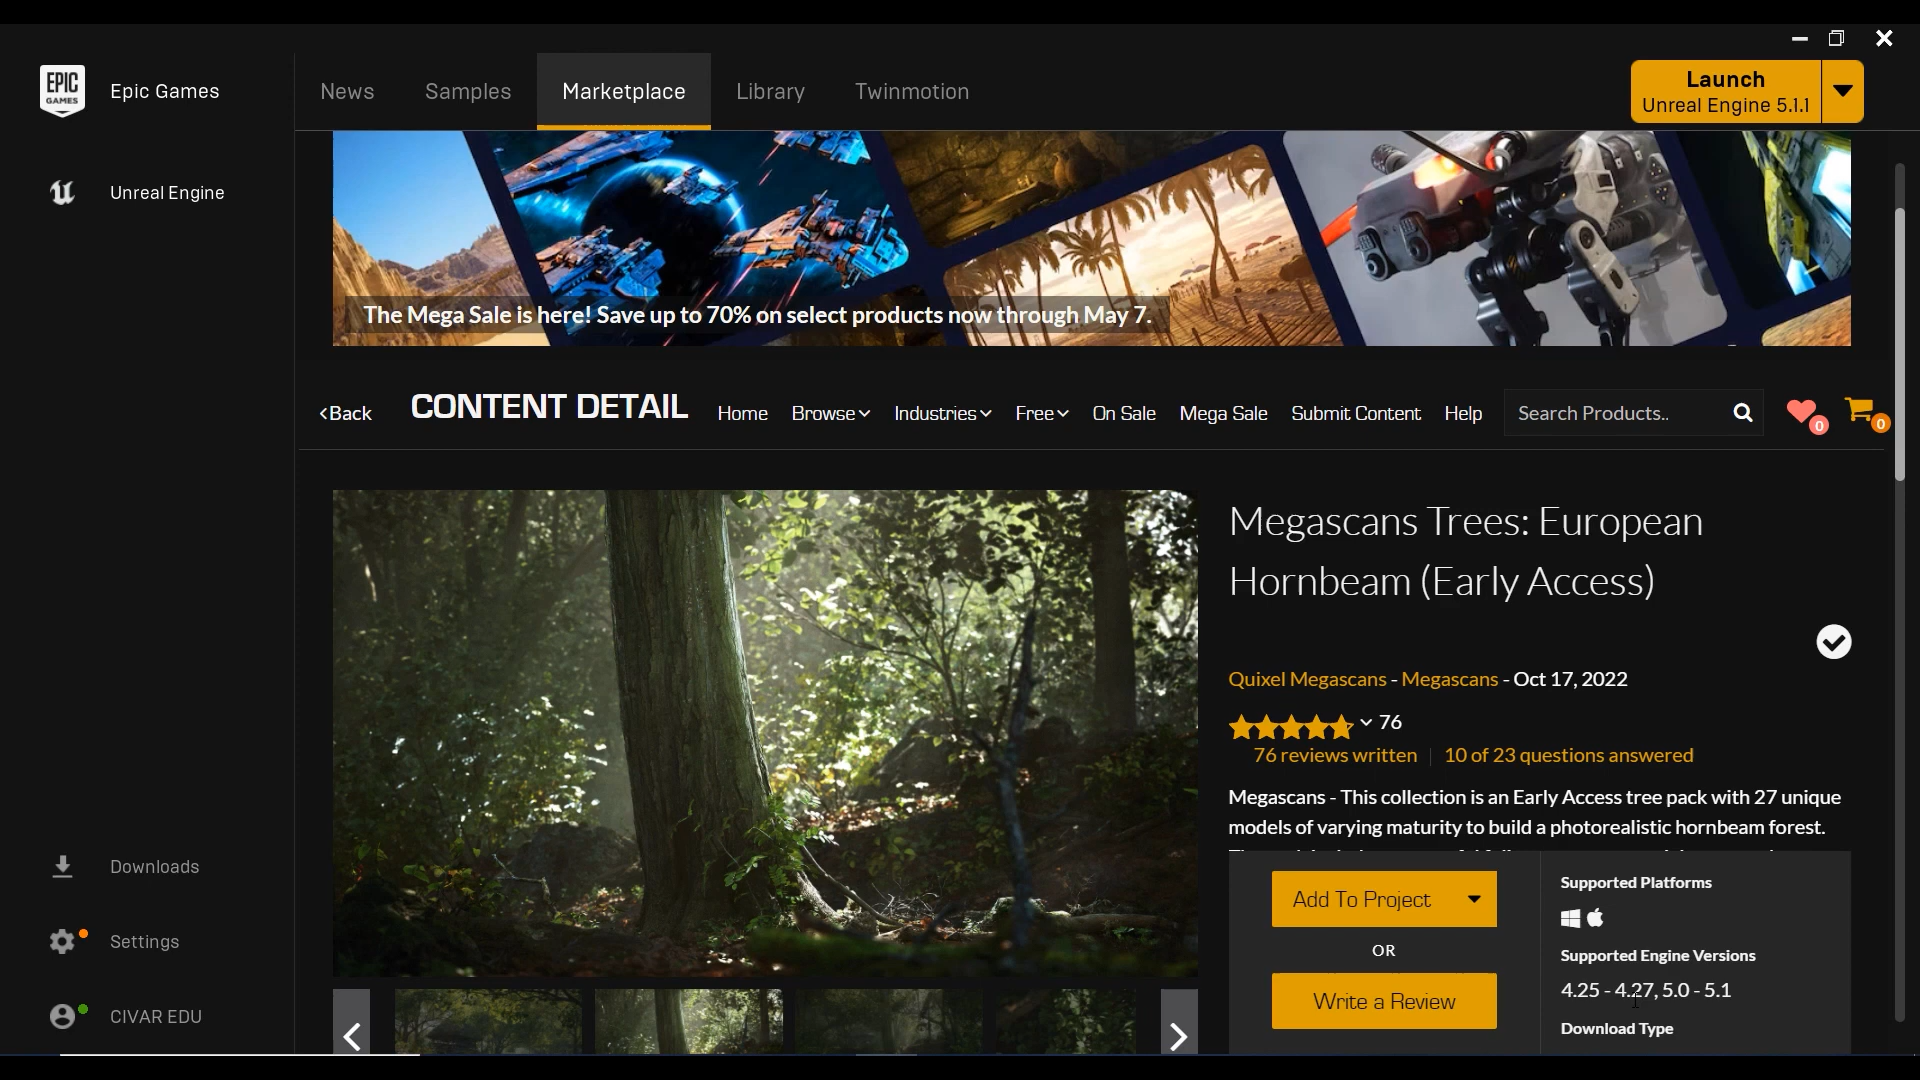 EPIC
GAMES
Epic Games
News
Samples
Marketplace
Library
Twinmotion
Launch
Unreal Engine 5.1.1
Unreal Engine
The Mega Sale is here! Save up to 70% on select products now through May 7.
Back
CONTENT DETAIL
Home
Browse
Industries
Free
On Sale
Mega Sale
Submit Content
Help
Search Products..
0
0
Megascans Trees: European
Hornbeam (Early Access)
Quixel Megascans - Megascans - Oct 17, 2022
76
76 reviews written
10 of 23 questions answered
Megascans - This collection is an Early Access tree pack with 27 unique
models of varying maturity to build a photorealistic hornbeam forest.
Add To Project
OR
Write a Review
Supported Platforms
Supported Engine Versions
4.25 - 4.27, 5.0 - 5.1
Download Type
Downloads
Settings
CIVAR EDU